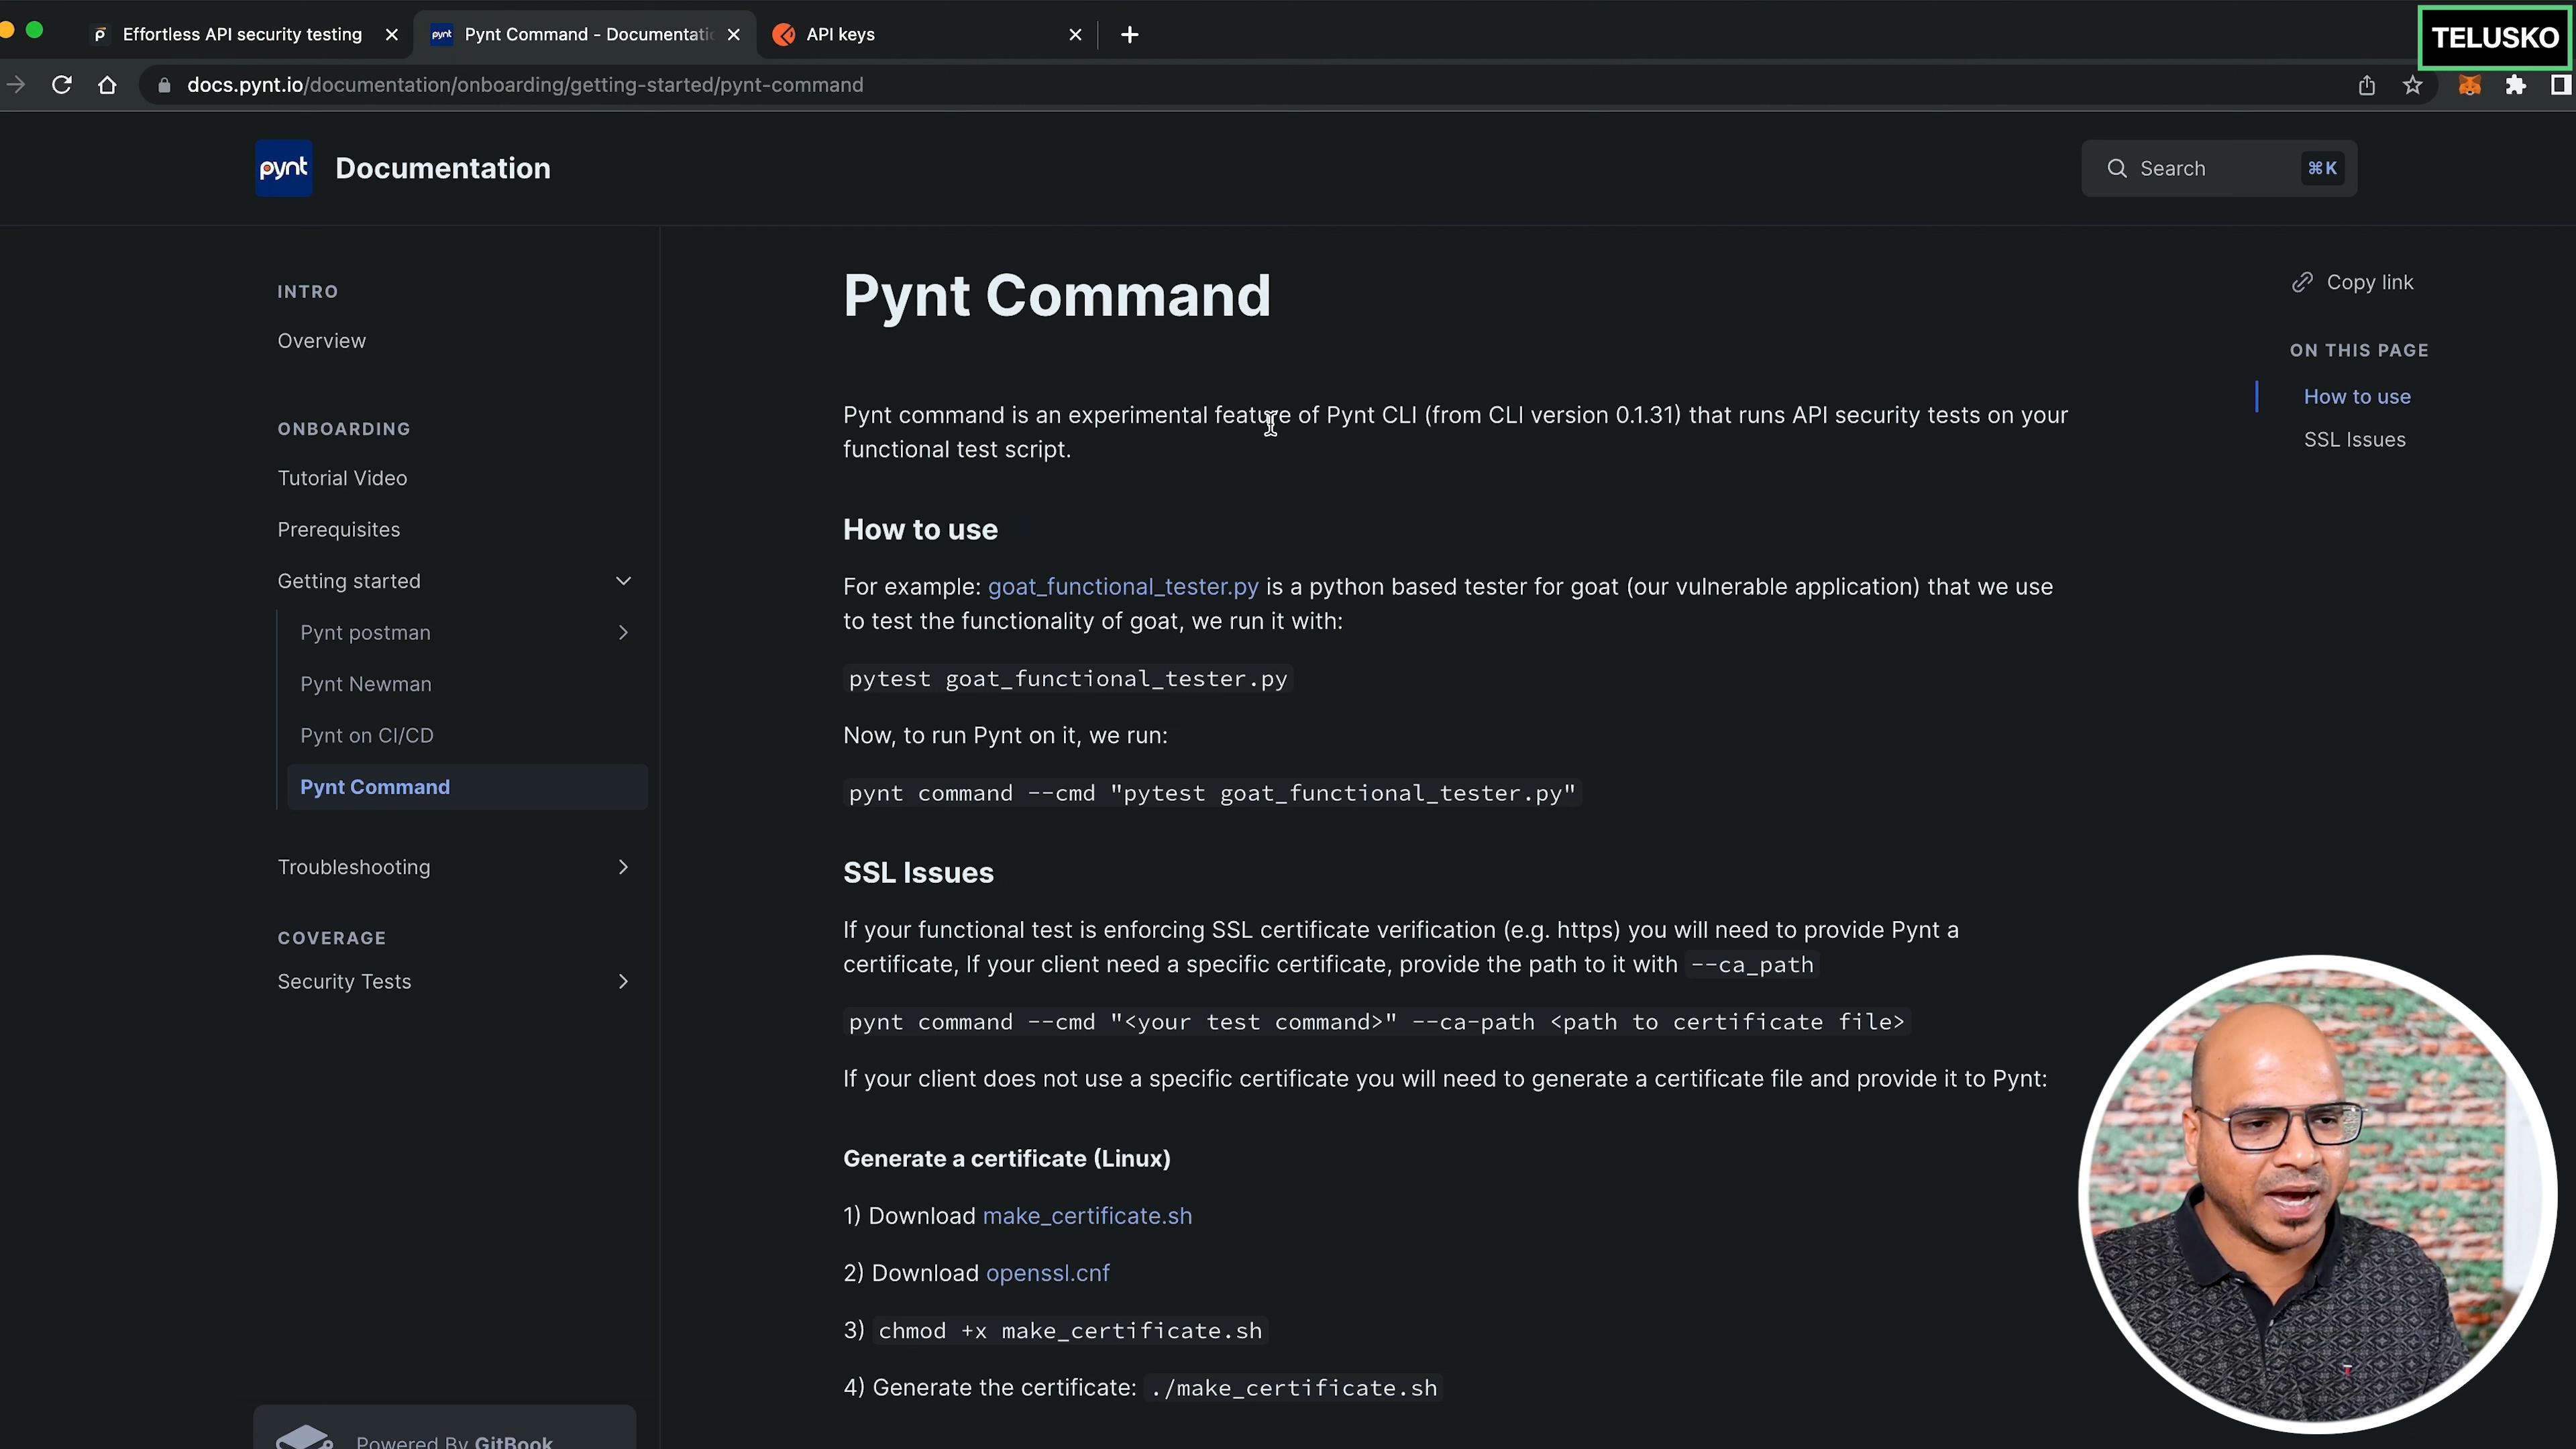 Effortless API security testing
pynt Pynt Command - Documentatic
API keys
TELUSKO
docs.pynt.io/documentation/onboarding/getting-started/pynt-command
pynt Documentation
Search ⌘K
INTRO
Overview
ONBOARDING
Tutorial Video
Prerequisites
Getting started
Pynt postman
Pynt Newman
Pynt on CI/CD
Pynt Command
Troubleshooting
COVERAGE
Security Tests
Powered By GitBook
Pynt Command
Pynt command is an experimental feature of Pynt CLI (from CLI version 0.1.31) that runs API security tests on your
functional test script.
How to use
For example: goat_functional_tester.py is a python based tester for goat (our vulnerable application) that we use
to test the functionality of goat, we run it with:
pytest goat_functional_tester.py
Now, to run Pynt on it, we run:
pynt command --cmd "pytest goat_functional_tester.py"
SSL Issues
If your functional test is enforcing SSL certificate verification (e.g. https) you will need to provide Pynt a
certificate, If your client need a specific certificate, provide the path to it with --ca_path
pynt command --cmd "<your test command>" --ca-path <path to certificate file>
If your client does not use a specific certificate you will need to generate a certificate file and provide it to Pynt:
Generate a certificate (Linux)
1) Download make_certificate.sh
2) Download openssl.cnf
3) chmod +x make_certificate.sh
4) Generate the certificate: ./make_certificate.sh
Copy link
ON THIS PAGE
How to use
SSL Issues